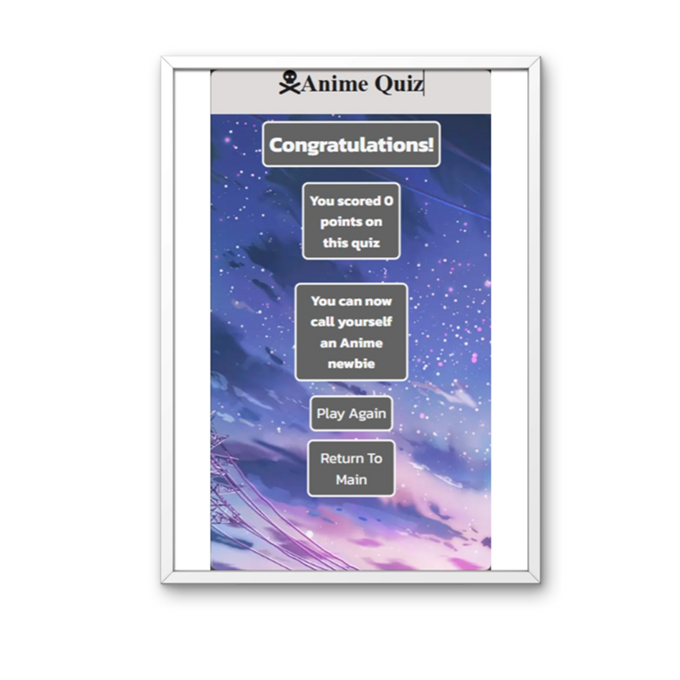 Anime Quiz
Congratulations!
You scored 0
points on
this quiz
You can now
call yourself
an Anime
newbie
Play Again
Return To
Main